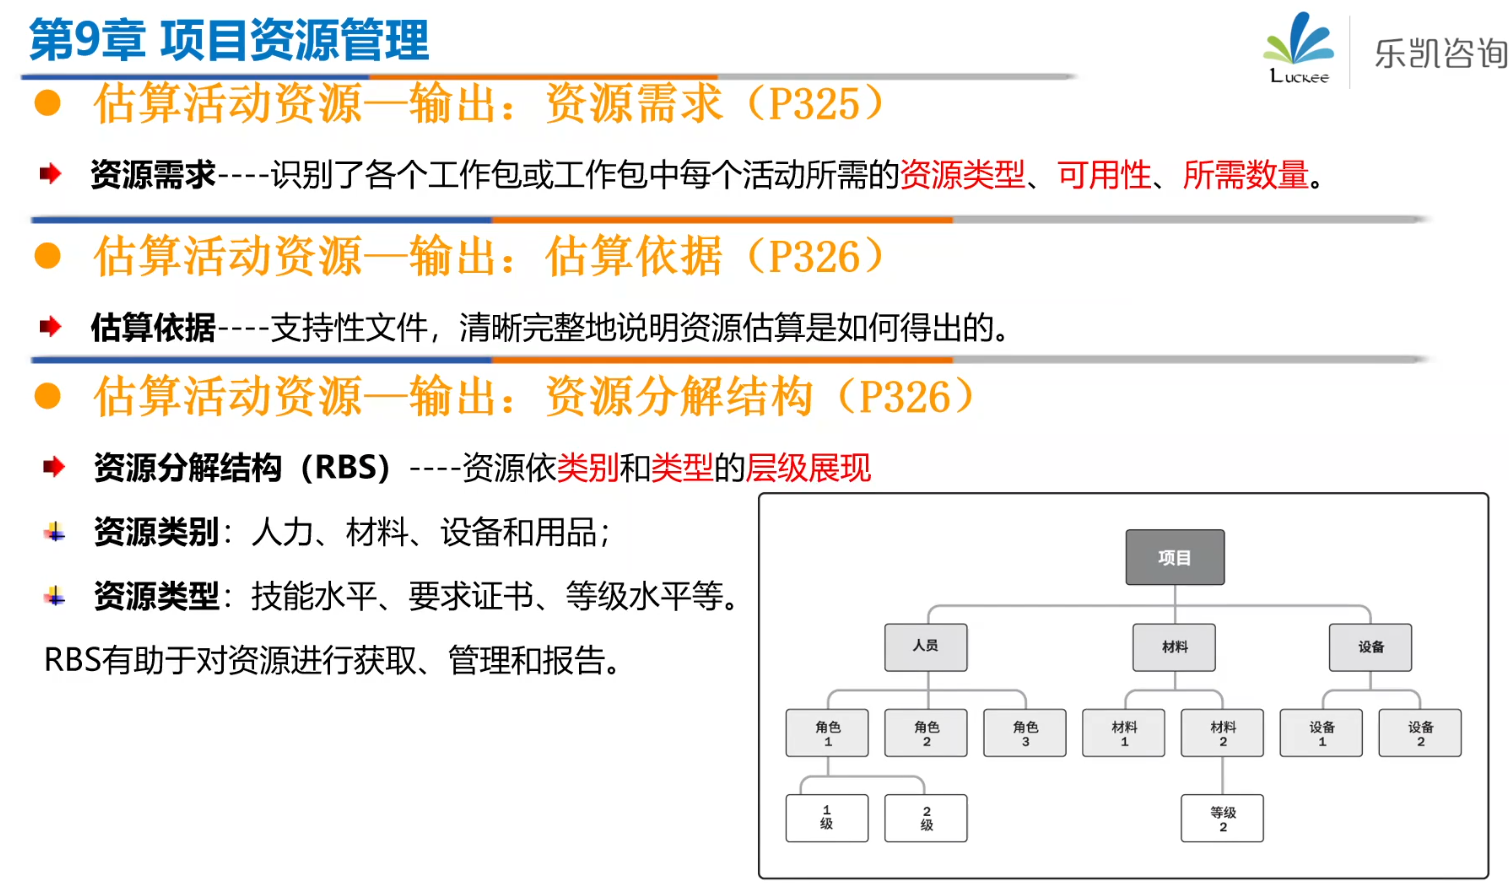 第9章 项目资源管理
Luckee
乐凯咨询
估算活动资源—输出：资源需求（P325）
资源需求----识别了各个工作包或工作包中每个活动所需的资源类型、可用性、所需数量。
估算活动资源—输出：估算依据（P326）
估算依据----支持性文件，清晰完整地说明资源估算是如何得出的。
估算活动资源—输出：资源分解结构（P326）
资源分解结构（RBS）----资源依类别和类型的层级展现
资源类别：人力、材料、设备和用品；
资源类型：技能水平、要求证书、等级水平等。
RBS有助于对资源进行获取、管理和报告。
项目
人员
材料
设备
角色
1
角色
2
角色
3
材料
1
材料
2
设备
1
设备
2
1
级
2
级
等级
2